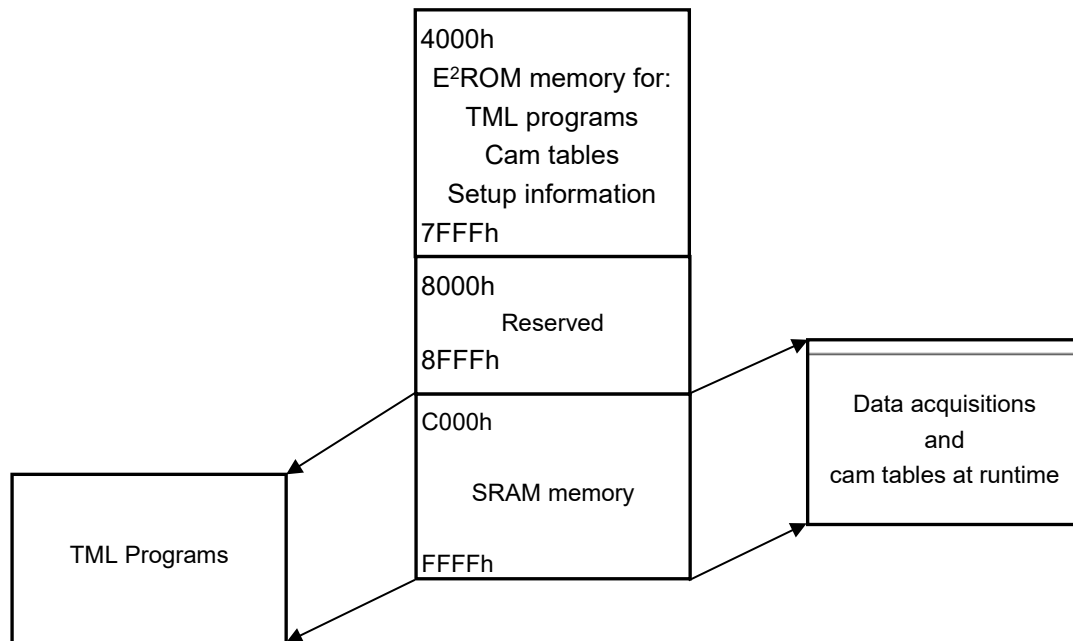 4000h
E²ROM memory for:
TML programs
Cam tables
Setup information
7FFFh
8000h
Reserved
8FFFh
C000h
SRAM memory
FFFFh
Data acquisitions
and
cam tables at runtime
TML Programs